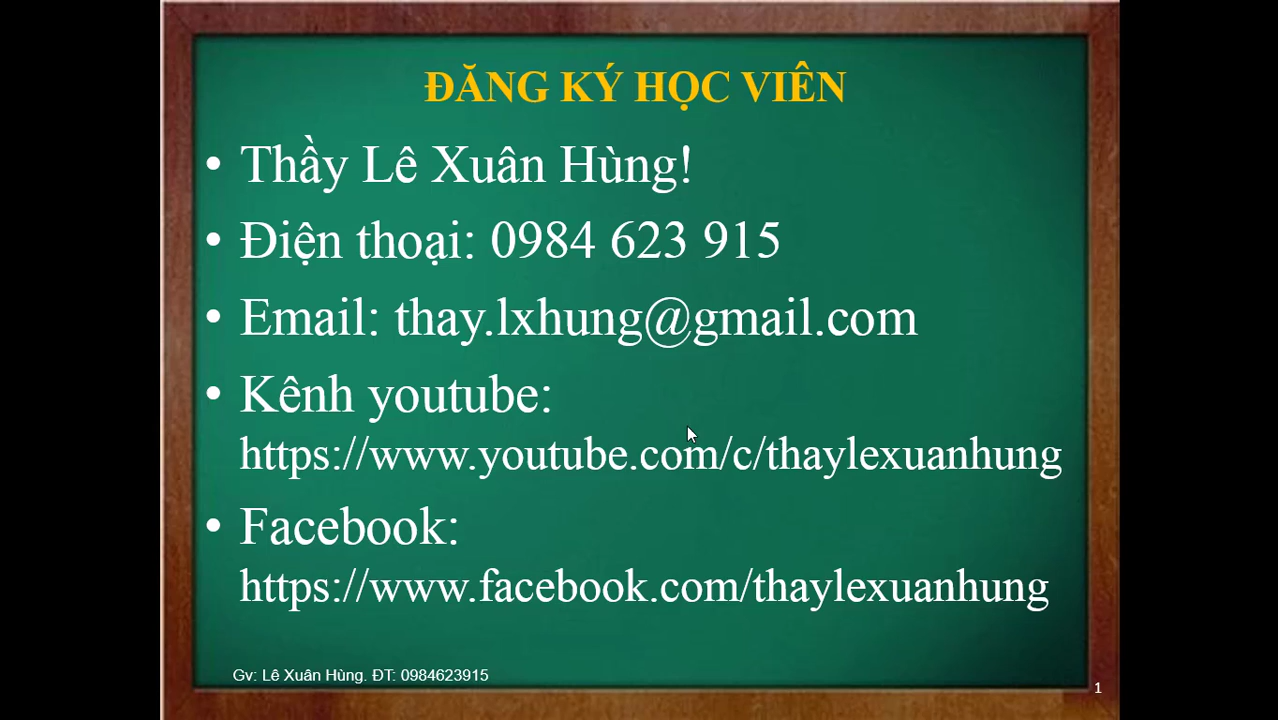 ĐĂNG KÝ HỌC VIÊN
• Thầy Lê Xuân Hùng!
• Điện thoại: 0984 623 915
• Email: thay.lxhung@gmail.com
• Kênh youtube:
https://www.youtube.com/c/thaylexuanhung
• Facebook:
https://www.facebook.com/thaylexuanhung
Gv: Lê Xuân Hùng. ĐT: 0984623915
1